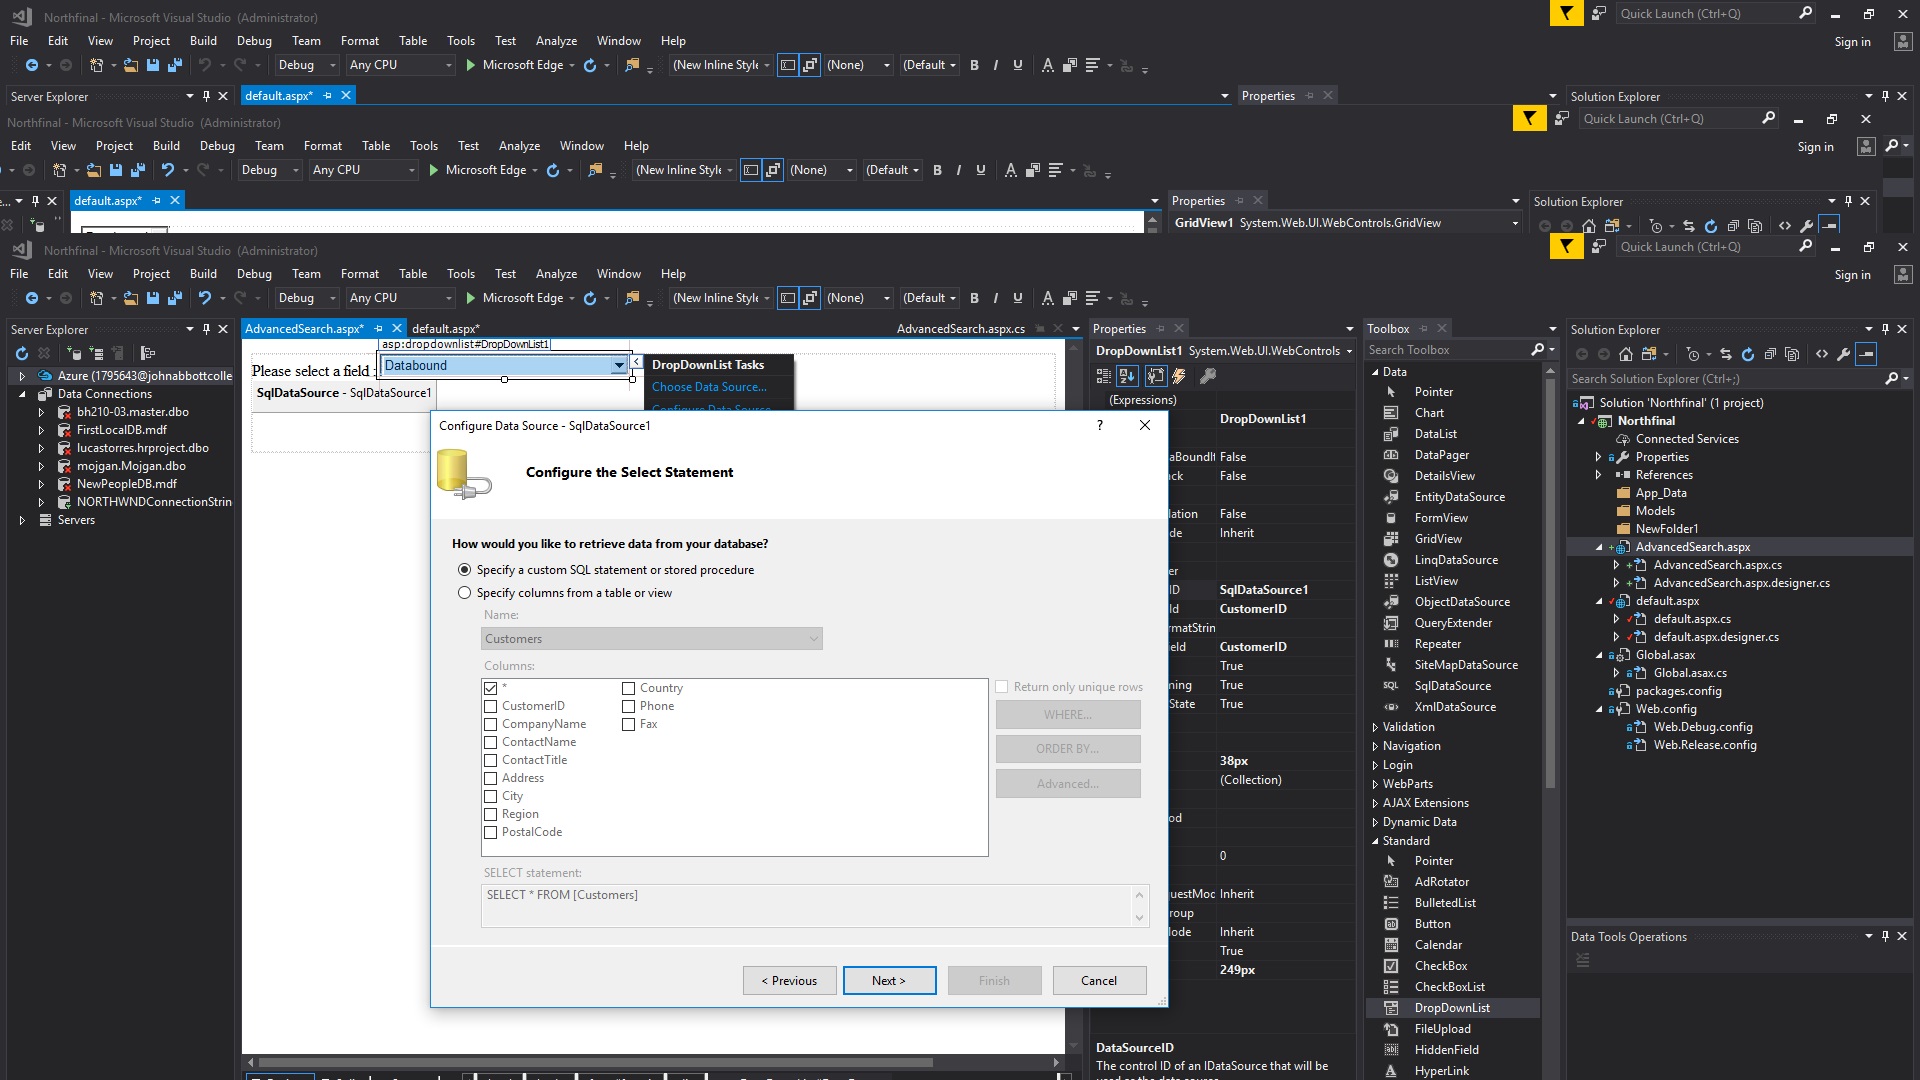 Northfinal - Microsoft Visual Studio (Administrator)
Quick Launch (Ctrl+Q)
File Edit View Project Build Debug Team Format Table Tools Test Analyze Window Help
Sign in
Debug Any CPU Microsoft Edge (New Inline Style (None) (Default B I U A
Server Explorer default.aspx* Properties Solution Explorer
Northfinal - Microsoft Visual Studio (Administrator)
Quick Launch (Ctrl+Q)
Edit View Project Build Debug Team Format Table Tools Test Analyze Window Help
Sign in
Debug Any CPU Microsoft Edge (New Inline Style (None) (Default B I U A
e... default.aspx* Properties Solution Explorer
GridView1 System.Web.UI.WebControls.GridView
Northfinal - Microsoft Visual Studio (Administrator)
Quick Launch (Ctrl+Q)
File Edit View Project Build Debug Team Format Table Tools Test Analyze Window Help
Sign in
Debug Any CPU Microsoft Edge (New Inline Style (None) (Default B I U A
Server Explorer
Azure (1795643@johnabbottcolle
Data Connections
bh210-03.master.dbo
FirstLocalDB.mdf
lucastorres.hrproject.dbo
mojgan.Mojgan.dbo
NewPeopleDB.mdf
NORTHWNDConnectionStrin
Servers
AdvancedSearch.aspx* default.aspx* AdvancedSearch.aspx.cs
asp:dropdownlist#DropDownList1
Please select a field :
Databound
SqlDataSource - SqlDataSource1
DropDownList Tasks
Choose Data Source...
Configure Data Source...
Configure Data Source - SqlDataSource1
?
Configure the Select Statement
How would you like to retrieve data from your database?
Specify a custom SQL statement or stored procedure
Specify columns from a table or view
Name:
Customers
Columns:
*
CustomerID
CompanyName
ContactName
ContactTitle
Address
City
Region
PostalCode
Country
Phone
Fax
Return only unique rows
WHERE...
ORDER BY...
Advanced...
SELECT statement:
SELECT * FROM [Customers]
< Previous
Next >
Finish
Cancel
Properties
DropDownList1 System.Web.UI.WebControls
(Expressions)
DropDownList1
aBoundIt False
ck False
lation False
de Inherit
er
ID SqlDataSource1
ld CustomerID
rmatStrin
ield CustomerID
True
ning True
State True
38px
(Collection)
od
0
uestMoc Inherit
roup
lode Inherit
True
249px
DataSourceID
The control ID of an IDataSource that will be
Toolbox
Search Toolbox
Data
Pointer
Chart
DataList
DataPager
DetailsView
EntityDataSource
FormView
GridView
LinqDataSource
ListView
ObjectDataSource
QueryExtender
Repeater
SiteMapDataSource
SQL SqlDataSource
XmlDataSource
Validation
Navigation
Login
WebParts
AJAX Extensions
Dynamic Data
Standard
Pointer
AdRotator
BulletedList
Button
Calendar
CheckBox
CheckBoxList
DropDownList
FileUpload
HiddenField
A HyperLink
Solution Explorer
Search Solution Explorer (Ctrl+;)
Solution 'Northfinal' (1 project)
Northfinal
Connected Services
Properties
References
App_Data
Models
NewFolder1
AdvancedSearch.aspx
AdvancedSearch.aspx.cs
AdvancedSearch.aspx.designer.cs
default.aspx
default.aspx.cs
default.aspx.designer.cs
Global.asax
Global.asax.cs
packages.config
Web.config
Web.Debug.config
Web.Release.config
Data Tools Operations